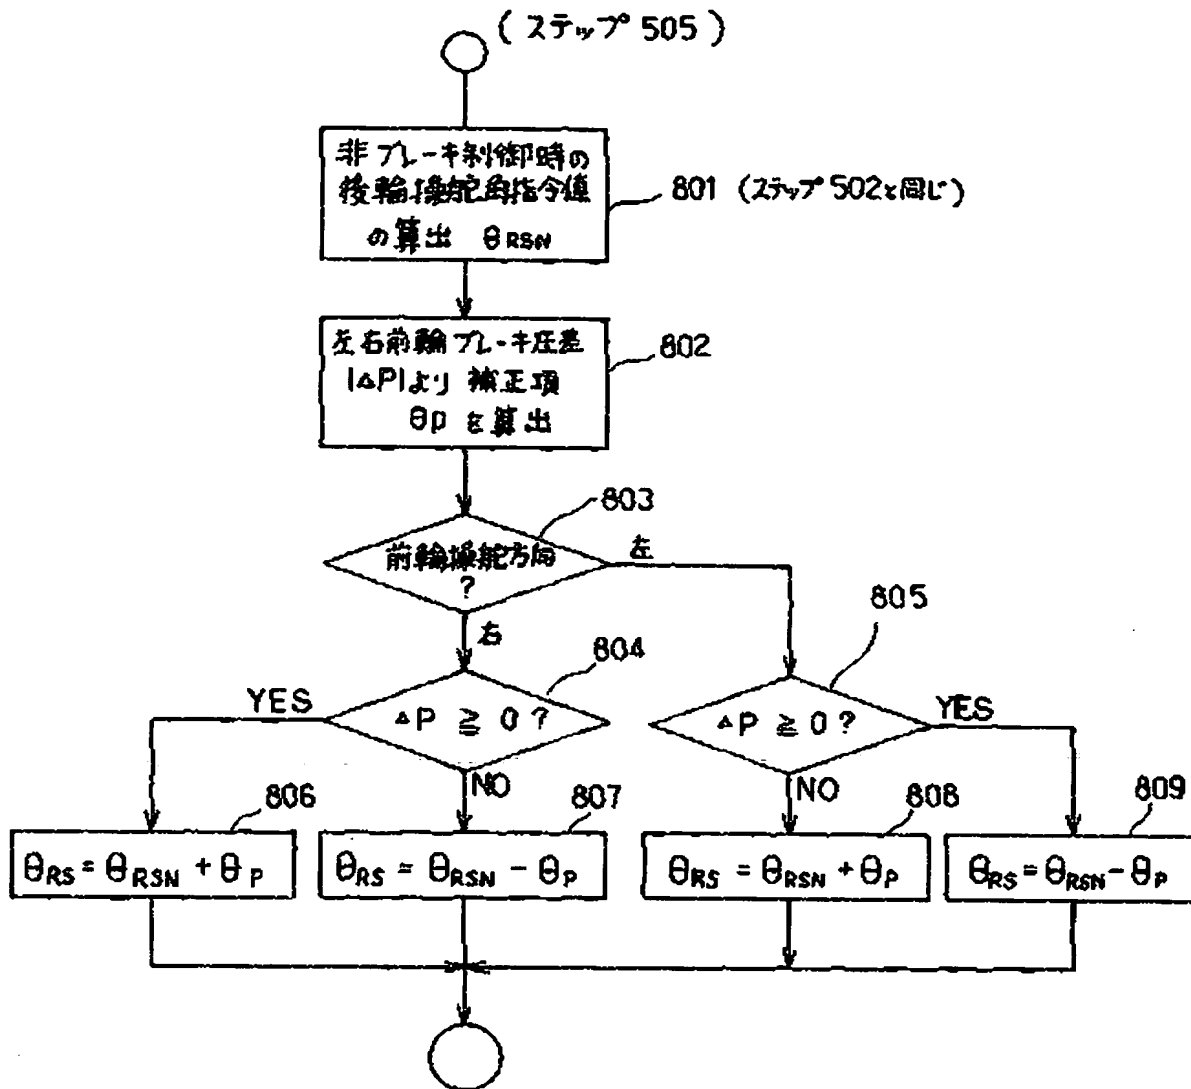 (ステップ 505)
非ブレーキ制御時の
後輪操舵角指令値
の算出 θRSN
801 (ステップ 502と同じ)
左右前輪ブレーキ圧差
|△P|より 補正項
θP を算出
802
803
前輪操舵方向
?
左
右
804
805
YES
△P ≧ 0 ?
NO
△P ≧ 0 ?
YES
NO
806
807
808
809
θRS = θRSN + θP
θRS = θRSN - θP
θRS = θRSN + θP
θRS = θRSN - θP